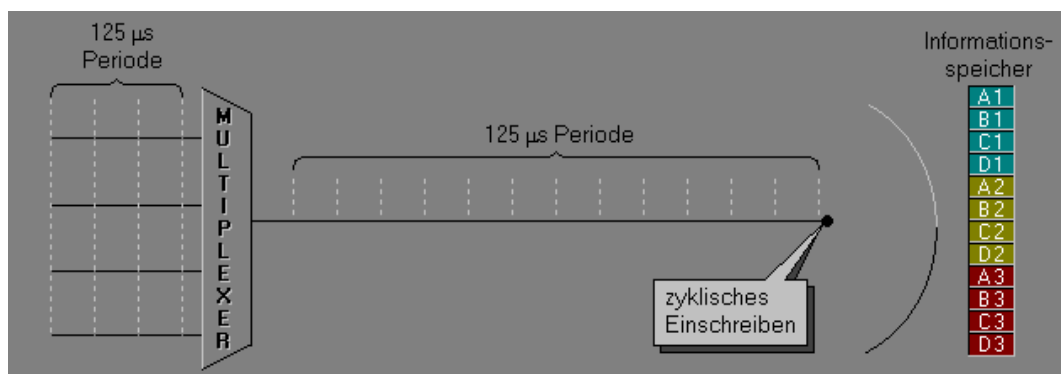 125 µs
Periode
MULTIPLEXER
125 µs Periode
zyklisches
Einschreiben
Informations-
speicher
A1
B1
C1
D1
A2
B2
C2
D2
A3
B3
C3
D3